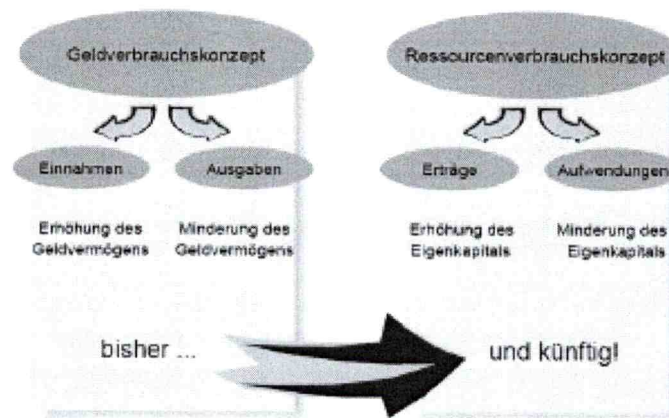 Geldverbrauchskonzept
Ressourcenverbrauchskonzept
Einnahmen
Ausgaben
Erträge
Aufwendungen
Erhöhung des
Geldvermögens
Minderung des
Geldvermögens
Erhöhung des
Eigenkapitals
Minderung des
Eigenkapitals
bisher ...
und künftig!